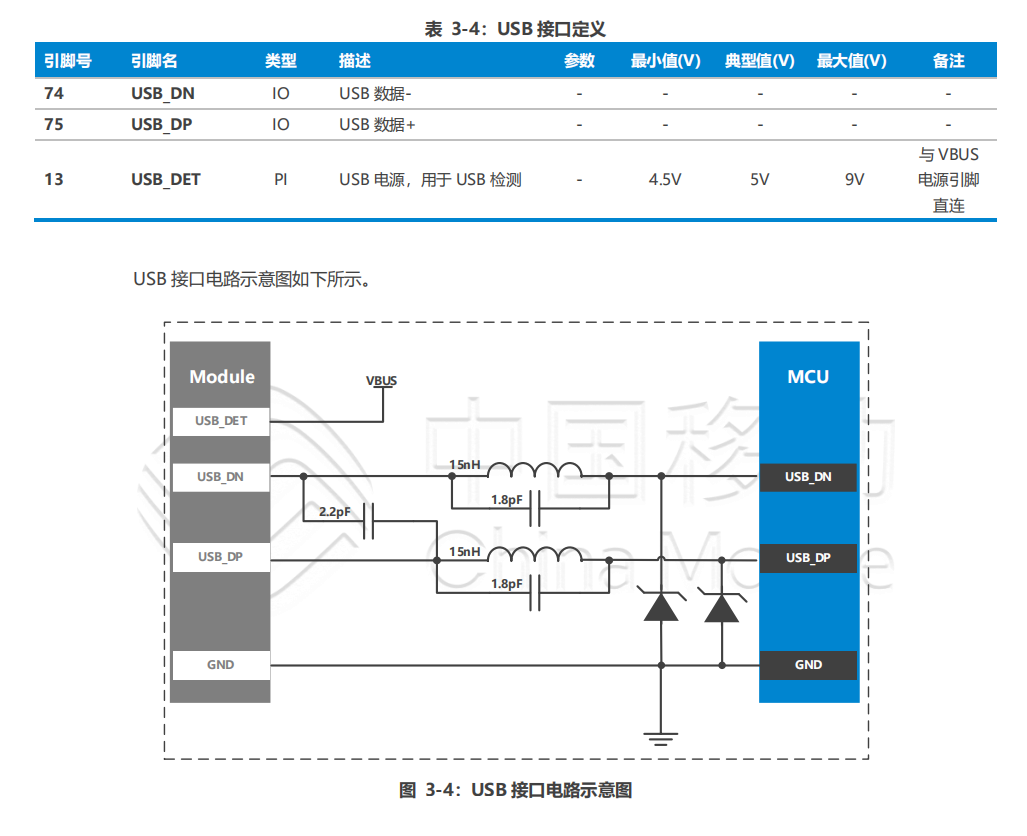 表 3-4：USB 接口定义
引脚号 引脚名 类型 描述 参数 最小值(V) 典型值(V) 最大值(V) 备注
74 USB_DN IO USB 数据- - - - - -
75 USB_DP IO USB 数据+ - - - - -
13 USB_DET PI USB 电源，用于 USB 检测 - 4.5V 5V 9V 与 VBUS
电源引脚
直连
USB 接口电路示意图如下所示。
Module
MCU
VBUS
USB_DET
15nH
USB_DN
USB_DN
1.8pF
2.2pF
15nH
USB_DP
USB_DP
1.8pF
GND
GND
中国移动
China Mobile
图 3-4：USB 接口电路示意图